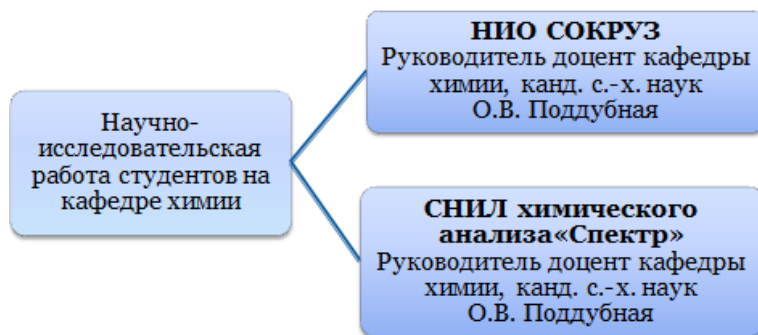 НИО СОКРУЗ
Руководитель доцент кафедры
химии, канд. с.-х. наук
О.В. Поддубная
Научно-
исследовательская
работа студентов на
кафедре химии
СНИЛ химического
анализа«Спектр»
Руководитель доцент кафедры
химии, канд. с.-х. наук
О.В. Поддубная